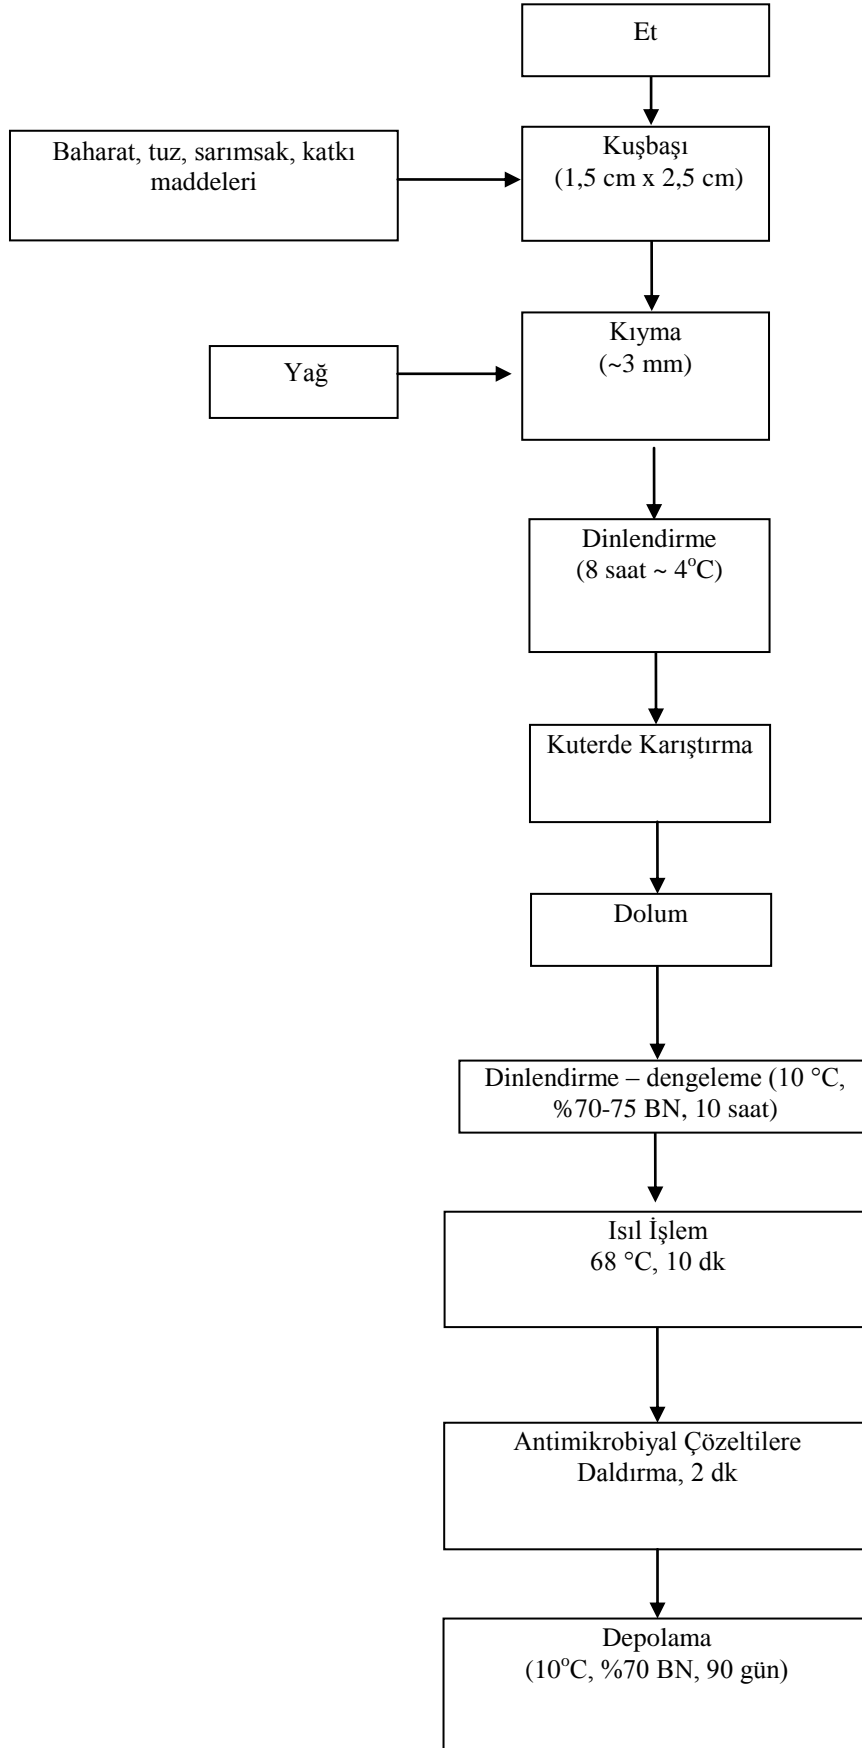 Et
Baharat, tuz, sarımsak, katkı
maddeleri
Kuşbaşı
(1,5 cm x 2,5 cm)
Kıyma
(~3 mm)
Yağ
Dinlendirme
(8 saat ~ 4°C)
Kuterde Karıştırma
Dolum
Dinlendirme – dengeleme (10 °C,
%70-75 BN, 10 saat)
Isıl İşlem
68 °C, 10 dk
Antimikrobiyal Çözeltilere
Daldırma, 2 dk
Depolama
(10°C, %70 BN, 90 gün)